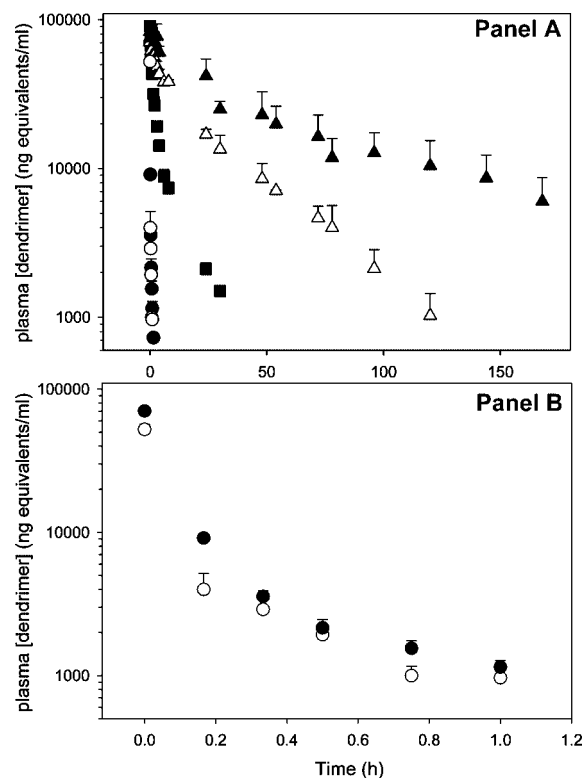 Panel A
plasma [dendrimer] (ng equivalents/ml)
100000
10000
1000
0 50 100 150
Panel B
plasma [dendrimer] (ng equivalents/ml)
100000
10000
1000
0.0 0.2 0.4 0.6 0.8 1.0 1.2
Time (h)